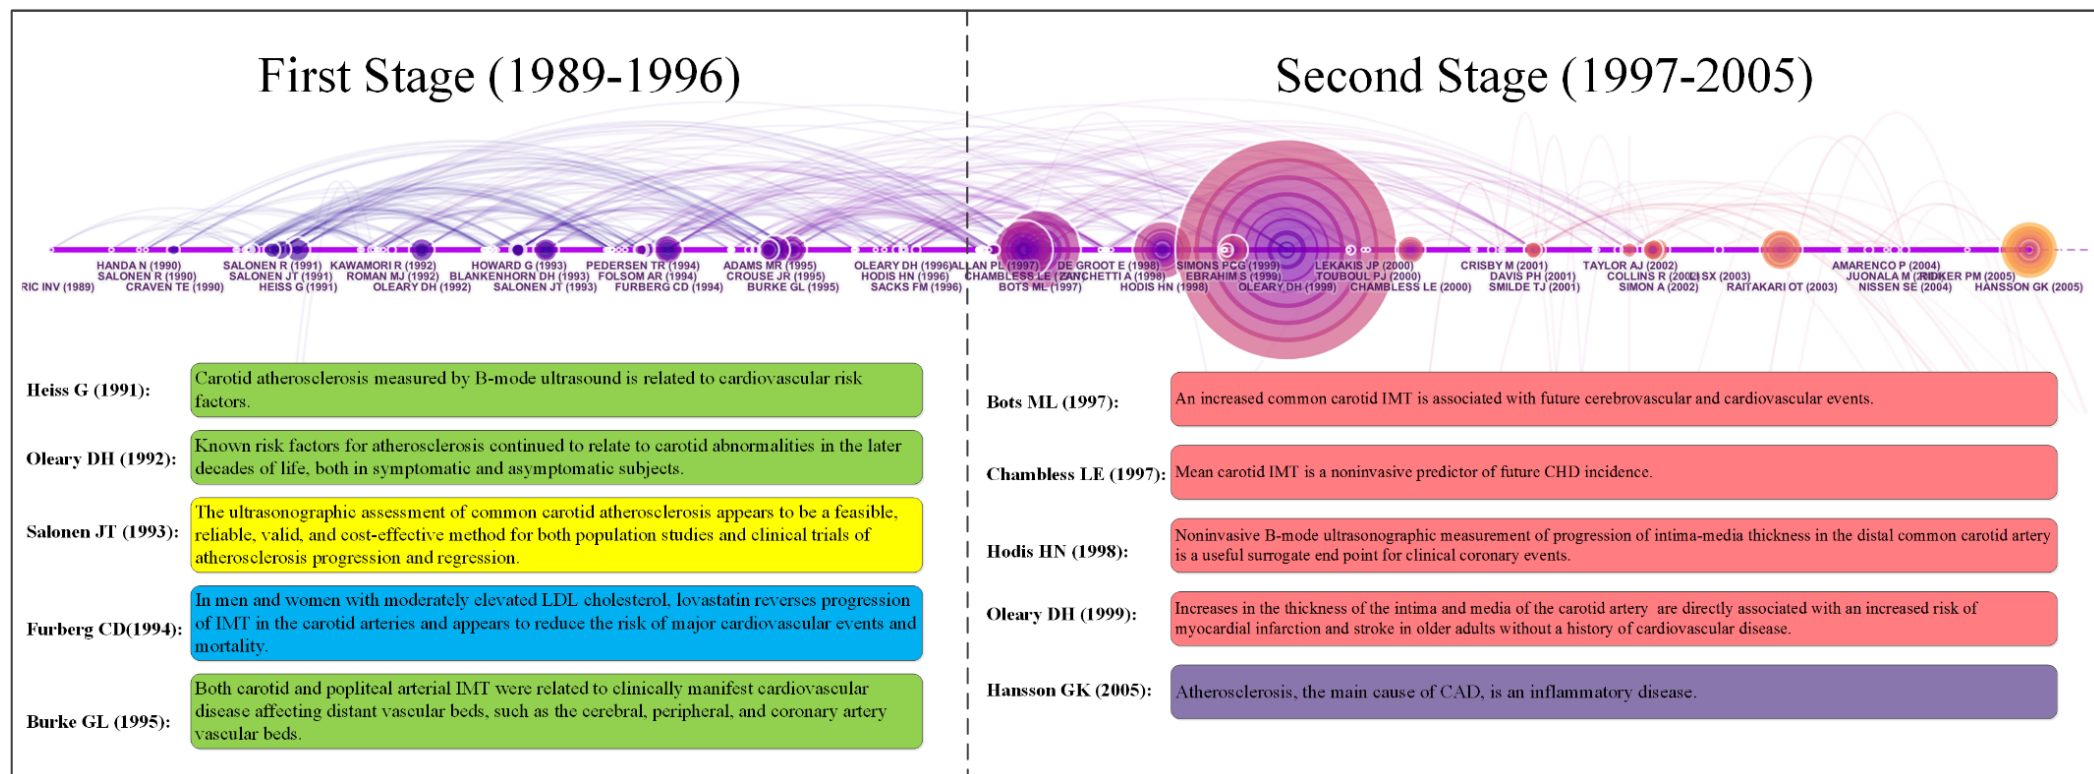 First Stage (1989-1996)
Second Stage (1997-2005)
HANDA N (1990)
SALONEN R (1990)
RIC INV (1989)
CRAVEN TE (1990)
SALONEN R (1991)
SALONEN JT (1991)
HEISS G (1991)
KAWAMORI R (1992)
ROMAN MJ (1992)
OLEARY DH (1992)
HOWARD G (1993)
BLANKENHORN DH (1993)
SALONEN JT (1993)
PEDERSEN TR (1994)
FOLSOM AR (1994)
FURBERG CD (1994)
ADAMS MR (1995)
CROUSE JR (1995)
BURKE GL (1995)
OLEARY DH (1996)
HODIS HN (1996)
SACKS FM (1996)
ALLAN PL (1997)
CHAMBLESS LE
BOTS ML (1997)
DE GROOT E (1998)
ZANCHETTI A (1998)
HODIS HN (1998)
SIMONS PCG (1999)
EBRAHIM S (1999)
OLEARY DH (1999)
LEKAKIS JP (2000)
TOUBOUL PJ (2000)
CHAMBLESS LE (2000)
CRISBY M (2001)
DAVIS PH (2001)
SMILDE TJ (2001)
TAYLOR AJ (2002)
COLLINS R
SIMON A (2002)
SX (2003)
RAITAKARI OT (2003)
AMARENCO P (2004)
JUONALA M
NISSEN SE (2004)
RIDKER PM (2005)
HANSSON GK (2005)
Heiss G (1991):
Carotid atherosclerosis measured by B-mode ultrasound is related to cardiovascular risk
factors.
Oleary DH (1992):
Known risk factors for atherosclerosis continued to relate to carotid abnormalities in the later
decades of life, both in symptomatic and asymptomatic subjects.
Salonen JT (1993):
The ultrasonographic assessment of common carotid atherosclerosis appears to be a feasible,
reliable, valid, and cost-effective method for both population studies and clinical trials of
atherosclerosis progression and regression.
Furberg CD(1994):
In men and women with moderately elevated LDL cholesterol, lovastatin reverses progression
of IMT in the carotid arteries and appears to reduce the risk of major cardiovascular events and
mortality.
Burke GL (1995):
Both carotid and popliteal arterial IMT were related to clinically manifest cardiovascular
disease affecting distant vascular beds, such as the cerebral, peripheral, and coronary artery
vascular beds.
Bots ML (1997):
An increased common carotid IMT is associated with future cerebrovascular and cardiovascular events.
Chambless LE (1997):
Mean carotid IMT is a noninvasive predictor of future CHD incidence.
Hodis HN (1998):
Noninvasive B-mode ultrasonographic measurement of progression of intima-media thickness in the distal common carotid artery
is a useful surrogate end point for clinical coronary events.
Oleary DH (1999):
Increases in the thickness of the intima and media of the carotid artery are directly associated with an increased risk of
myocardial infarction and stroke in older adults without a history of cardiovascular disease.
Hansson GK (2005):
Atherosclerosis, the main cause of CAD, is an inflammatory disease.